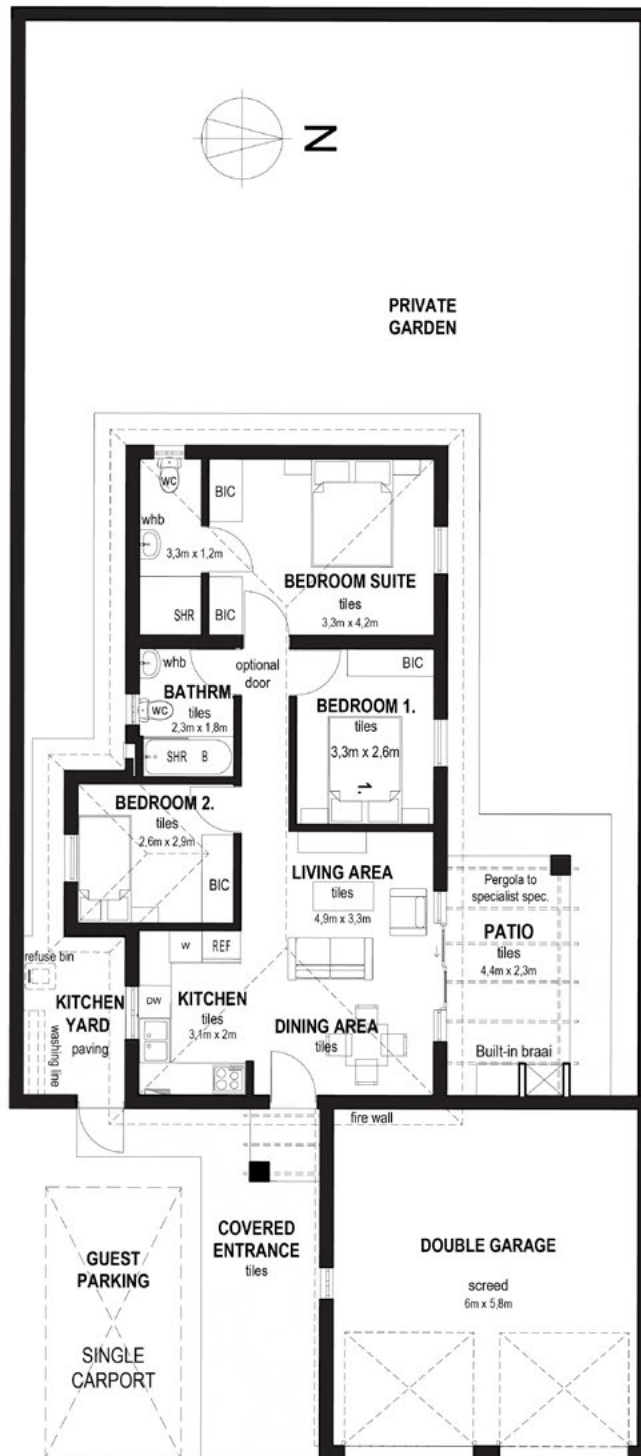 N
PRIVATE
GARDEN
WC
BIC
whb
3,3m x 1,2m
BEDROOM SUITE
tiles
3,3m x 4,2m
SHR
BIC
whb
optional
door
BIC
BATHRM.
tiles
2,3m x 1,8m
WC
BEDROOM 1.
tiles
3,3m x 2,6m
SHR B
1.
BEDROOM 2.
tiles
2,6m x 2,9m
BIC
LIVING AREA
tiles
4,9m x 3,3m
Pergola to
specialist spec.
PATIO
tiles
4,4m x 2,3m
refuse bin
W
REF
KITCHEN
YARD
paving
washing line
DW
KITCHEN
tiles
3,1m x 2m
DINING AREA
tiles
Built-in braai
fire wall
COVERED
ENTRANCE
tiles
DOUBLE GARAGE
screed
6m x 5,8m
GUEST
PARKING
SINGLE
CARPORT